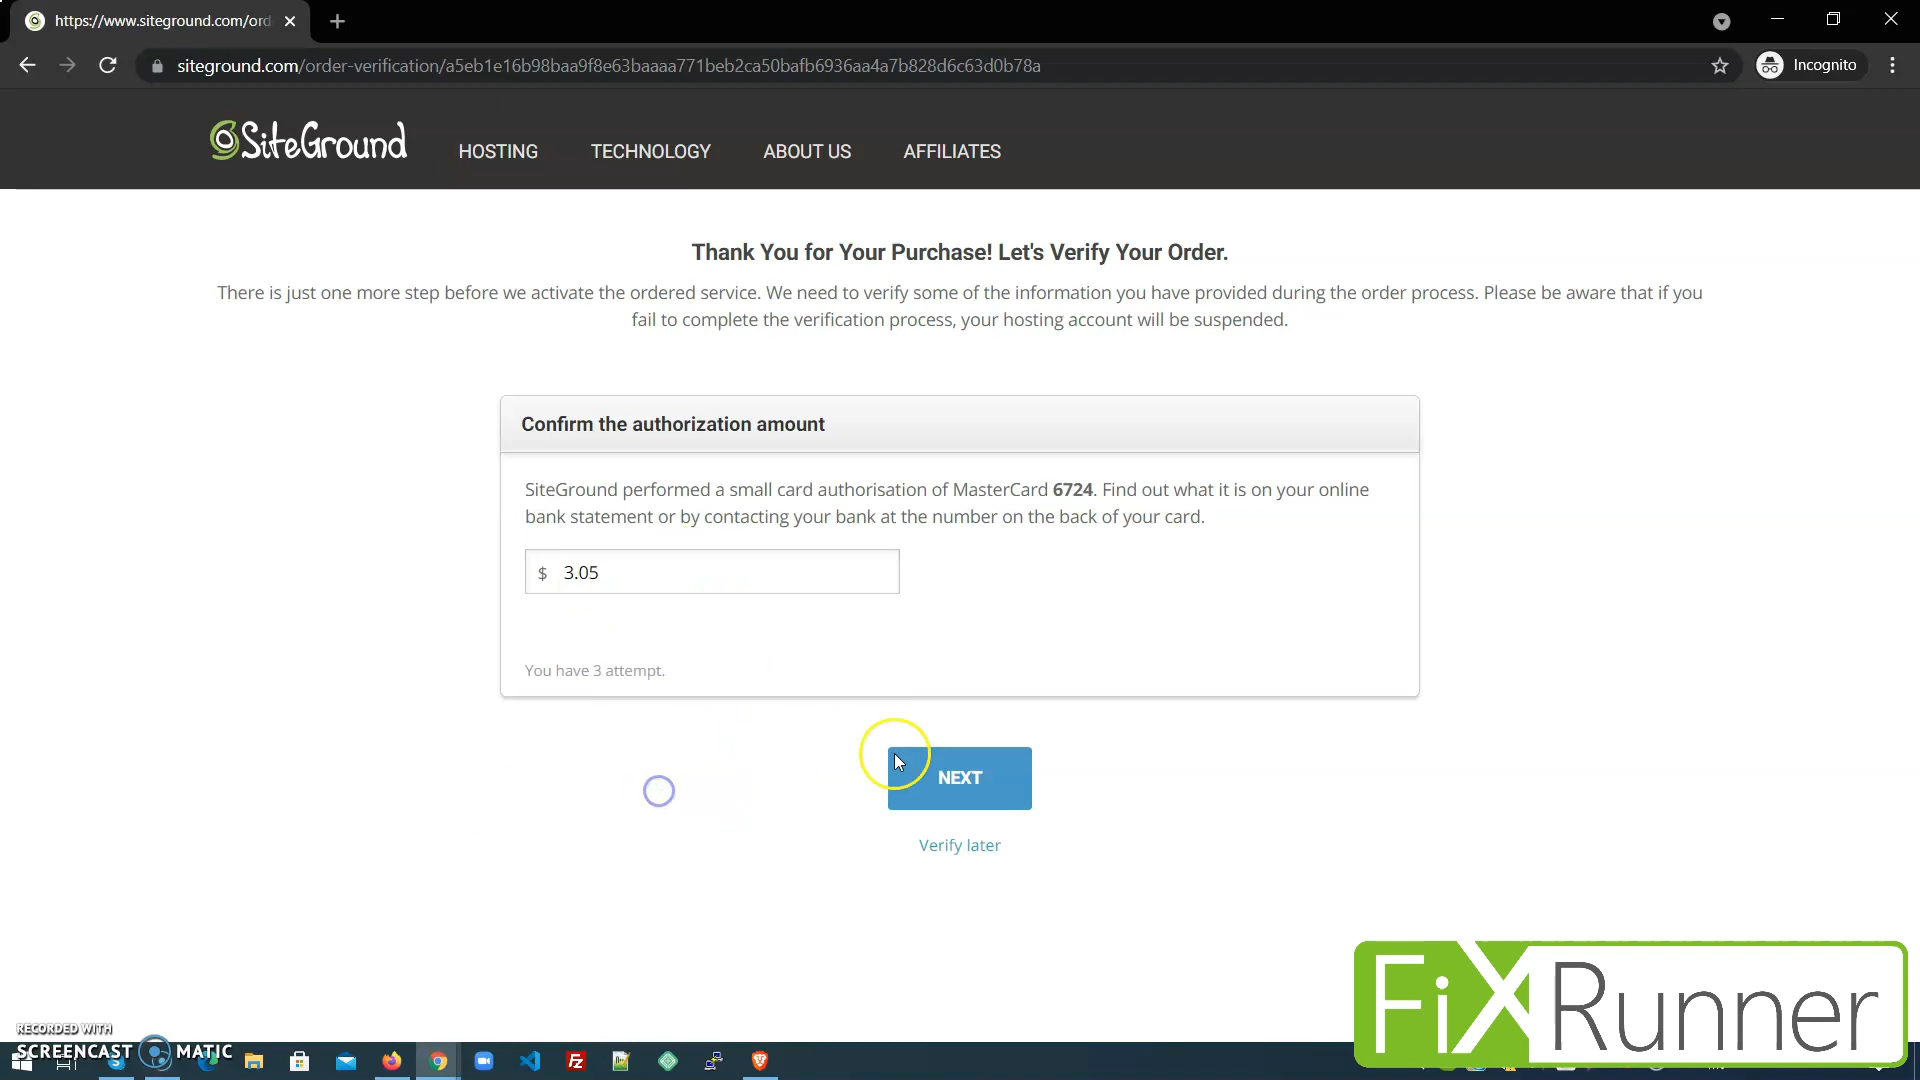 https://www.siteground.com/ord
siteground.com/order-verification/a5eb1e16b98baa9f8e63baaaa771beb2ca50bafb6936aa4a7b828d6c63d0b78a
Incognito
SiteGround
HOSTING
TECHNOLOGY
ABOUT US
AFFILIATES
Thank You for Your Purchase! Let's Verify Your Order.
There is just one more step before we activate the ordered service. We need to verify some of the information you have provided during the order process. Please be aware that if you
fail to complete the verification process, your hosting account will be suspended.
Confirm the authorization amount
SiteGround performed a small card authorisation of MasterCard 6724. Find out what it is on your online
bank statement or by contacting your bank at the number on the back of your card.
$ 3.05
You have 3 attempt.
NEXT
Verify later
FiXRunner
RECORDED WITH
SCREENCAST MATIC
Fz